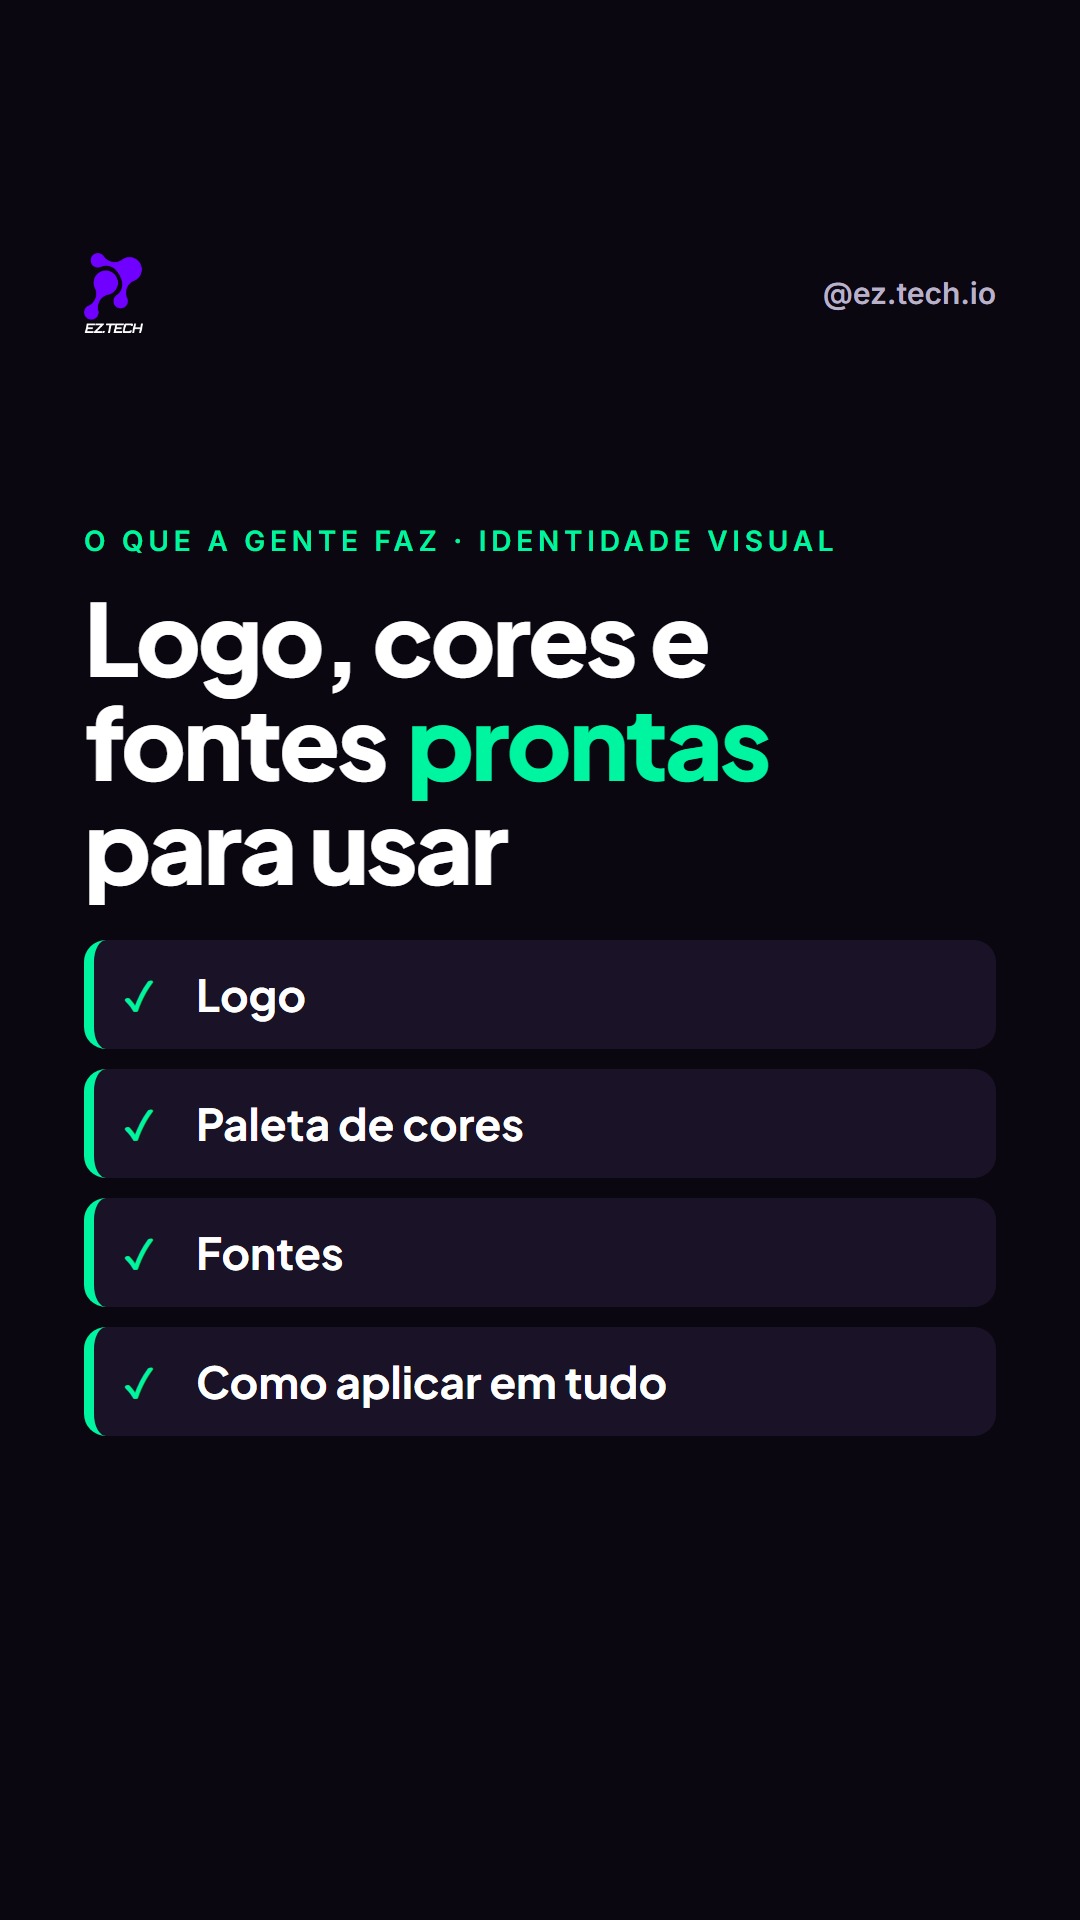 EZ.TECH
@ez.tech.io
O QUE A GENTE FAZ · IDENTIDADE VISUAL
Logo, cores e
fontes prontas
para usar
✓ Logo
✓ Paleta de cores
✓ Fontes
✓ Como aplicar em tudo